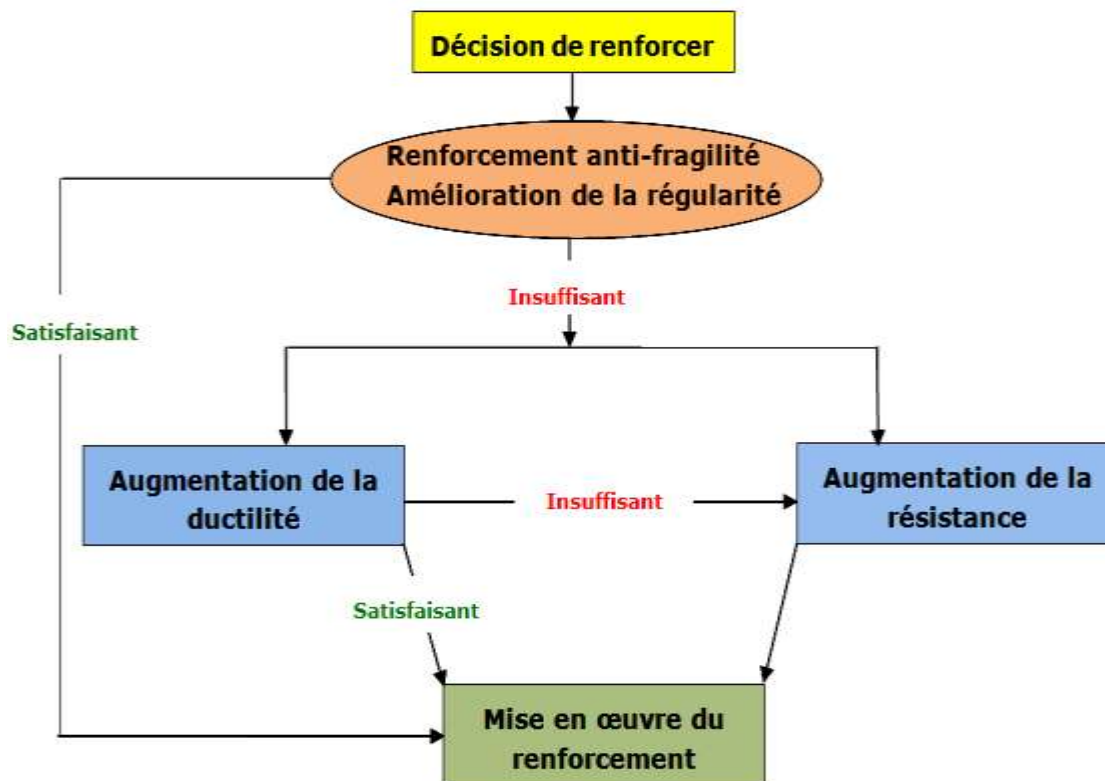 Décision de renforcer
Renforcement anti-fragilité
Amélioration de la régularité
Insuffisant
Satisfaisant
Augmentation de la
ductilité
Insuffisant
Augmentation de la
résistance
Satisfaisant
Mise en œuvre du
renforcement